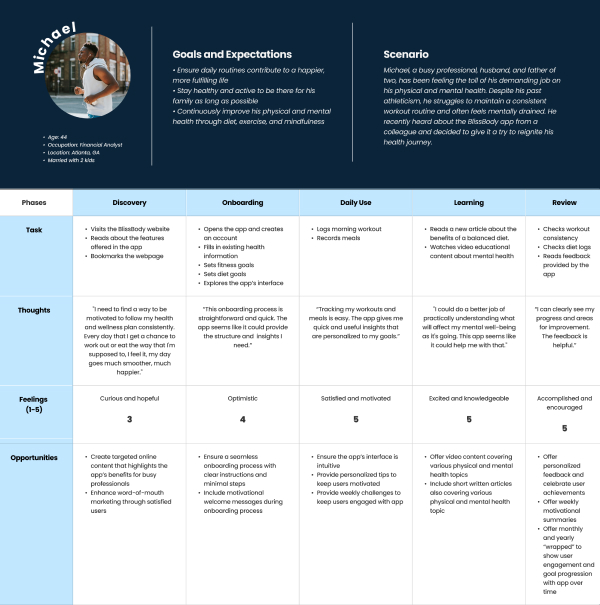 Michael
• Age: 44
• Occupation: Financial Analyst
• Location: Atlanta, GA
• Married with 2 kids
Goals and Expectations
• Ensure daily routines contribute to a happier,
more fulfilling life
• Stay healthy and active to be there for his
family as long as possible
• Continuously improve his physical and mental
health through diet, exercise, and mindfulness
Scenario
Michael, a busy professional, husband, and father of
two, has been feeling the toll of his demanding job on
his physical and mental health. Despite his past
athleticism, he struggles to maintain a consistent
workout routine and often feels mentally drained. He
recently heard about the BlissBody app from a
colleague and decided to give it a try to reignite his
health journey.
Phases
Discovery
Onboarding
Daily Use
Learning
Review
Task
• Visits the BlissBody website
• Reads about the features
offered in the app
• Bookmarks the webpage
• Opens the app and creates
an account
• Fills in existing health
information
• Sets fitness goals
• Sets diet goals
• Explores the app's interface
• Logs morning workout
• Records meals
• Reads a new article about the
benefits of a balanced diet.
• Watches video educational
content about mental health
• Checks workout
consistency
• Checks diet logs
• Reads feedback
provided by the
app
Thoughts
"I need to find a way to be
motivated to follow my health
and wellness plan consistently.
Every day that I get a chance to
work out or eat the way that I'm
supposed to, I feel it, my day
goes much smoother, much
happier."
"This onboarding process is
straightforward and quick. The
app seems like it could provide
the structure and insights I
need."
"Tracking my workouts and
meals is easy. The app gives me
quick and useful insights that
are personalized to my goals."
"I could do a better job of
practically understanding what
will affect my mental well-being
as it's going. This app seems like
it could help me with that."
"I can clearly see my
progress and areas
for improvement.
The feedback is
helpful."
Feelings
(1-5)
Curious and hopeful
3
Optimistic
4
Satisfied and motivated
5
Excited and knowledgeable
5
Accomplished and
encouraged
5
Opportunities
• Create targeted online
content that highlights the
app's benefits for busy
professionals
• Enhance word-of-mouth
marketing through satisfied
users
• Ensure a seamless
onboarding process with
clear instructions and
minimal steps
• Include motivational
welcome messages during
onboarding process
• Ensure the app's interface is
intuitive
• Provide personalized tips to
keep users motivated
• Provide weekly challenges to
keep users engaged with app
• Offer video content covering
various physical and mental
health topics
• Include short written articles
also covering various
physical and mental health
topic
• Offer
personalized
feedback and
celebrate user
achievements
• Offer weekly
motivational
summaries
• Offer monthly
and yearly
"wrapped" to
show user
engagement and
goal progression
with app over
time